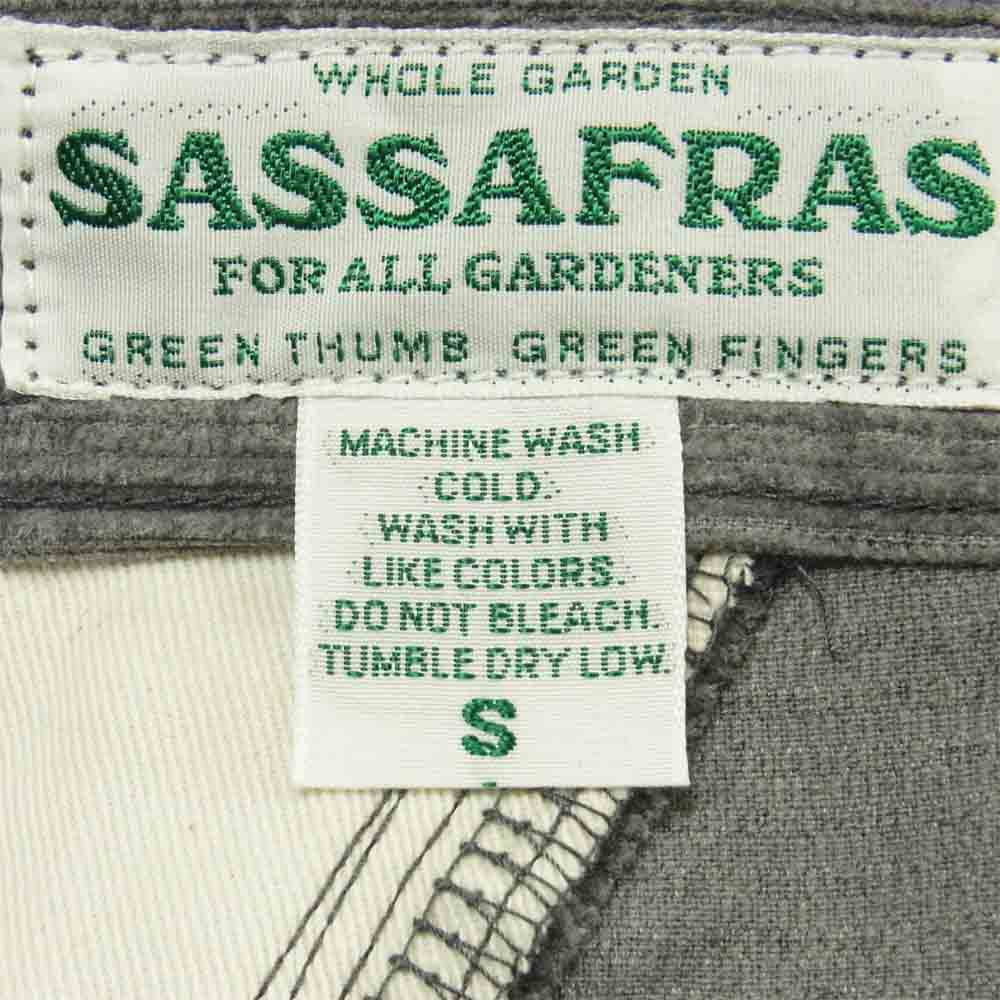 WHOLE GARDEN
SASSAFRAS
FOR ALL GARDENERS
GREEN THUMB GREEN FINGERS
MACHINE WASH
COLD.
WASH WITH
LIKE COLORS.
DO NOT BLEACH.
TUMBLE DRY LOW.
S